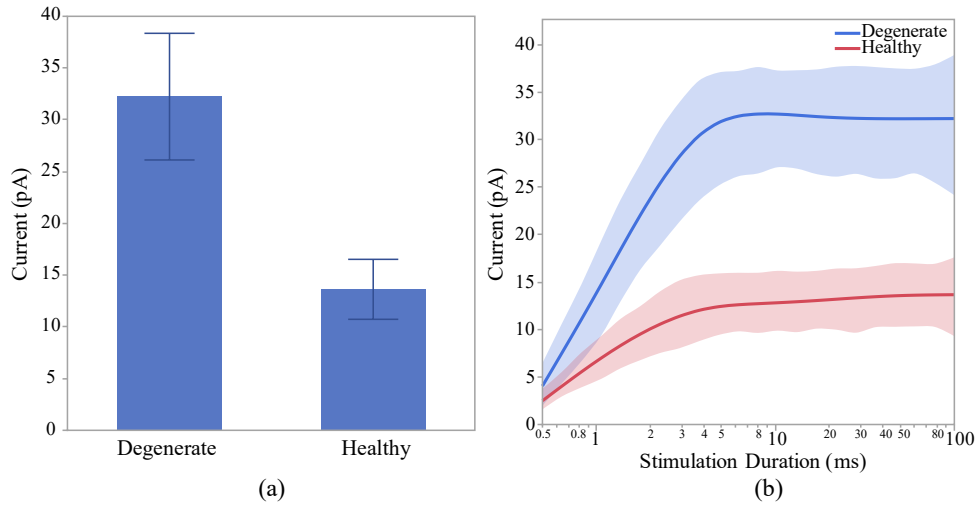 40
35
30
25
20
15
10
5
0
Current (pA)
Degenerate Healthy
(a)
Degenerate
Healthy
40
35
30
25
20
15
10
5
0
Current (pA)
0.5 0.8 1 2 3 4 5 8 10 20 30 40 50 80 100
Stimulation Duration (ms)
(b)